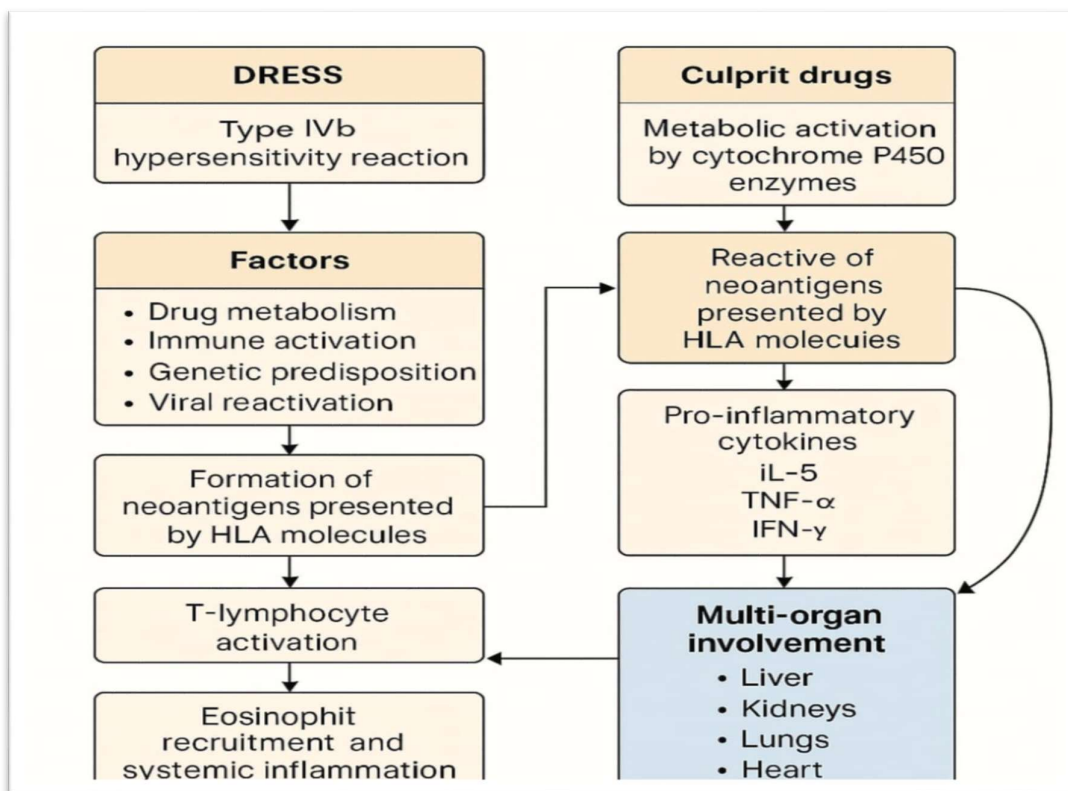 DRESS
Type IVb
hypersensitivity reaction
Factors
• Drug metabolism
• Immune activation
• Genetic predisposition
• Viral reactivation
Formation of
neoantigens presented
by HLA molecules
T-lymphocyte
activation
Eosinophit
recruitment and
systemic inflammation
Culprit drugs
Metabolic activation
by cytochrome P450
enzymes
Reactive of
neoantigens
presented by
HLA molecuies
Pro-inflammatory
cytokines
iL-5
TNF-α
IFN-γ
Multi-organ
involvement
• Liver
• Kidneys
• Lungs
• Heart